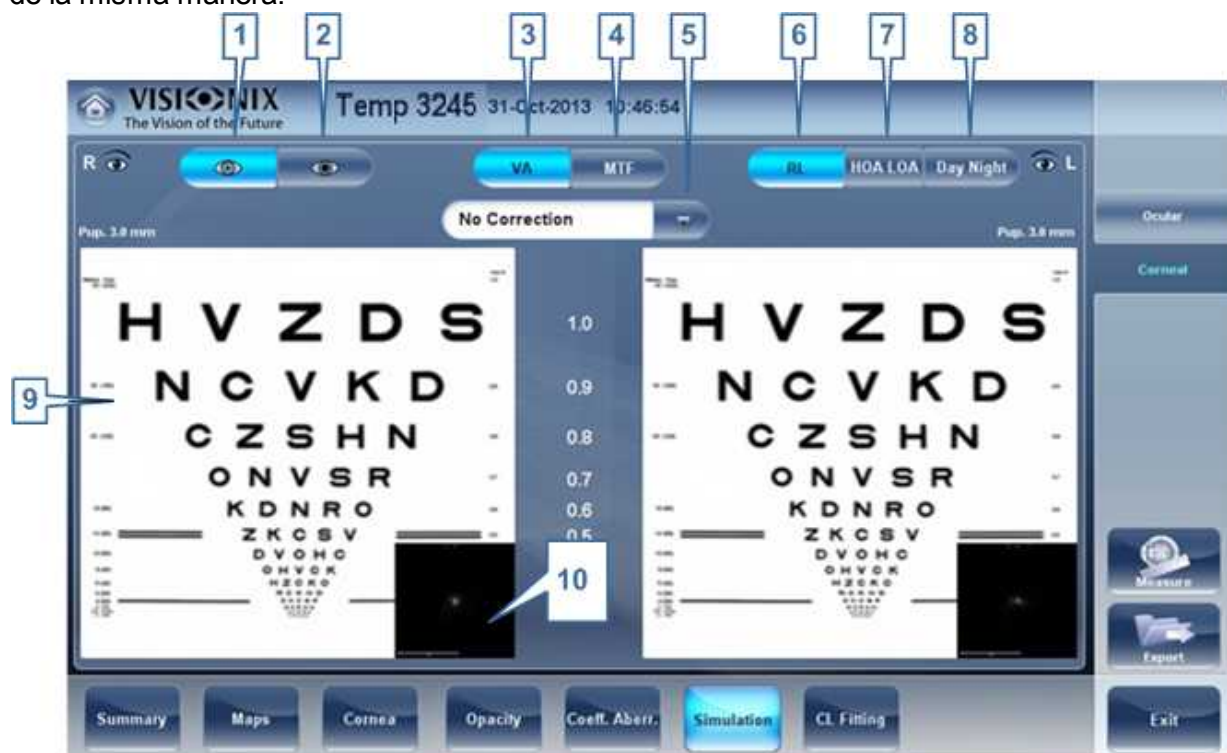 de la misma manera.
1 2 3 4 5 6 7 8
VISIONIX Temp 3245 31-Oct-2013 10:46:54
The Vision of the Future
R VA MTF RL HOA LOA Day Night L
No Correction
Pup. 3.0 mm Pup. 3.0 mm
Ocular
Corneal
H V Z D S 1.0 H V Z D S
9 N C V K D 0.9 N C V K D
C Z S H N 0.8 C Z S H N
O N V S R 0.7 O N V S R
K D N R O 0.6 K D N R O
Z K C S V 0.5 Z K C S V
D V O H C D V O H C
O H V C K O H V C K
H Z C K O H Z C K O
10
Measure
Export
Summary Maps Cornea Opacity Coeff. Aberr. Simulation CL Fitting Exit